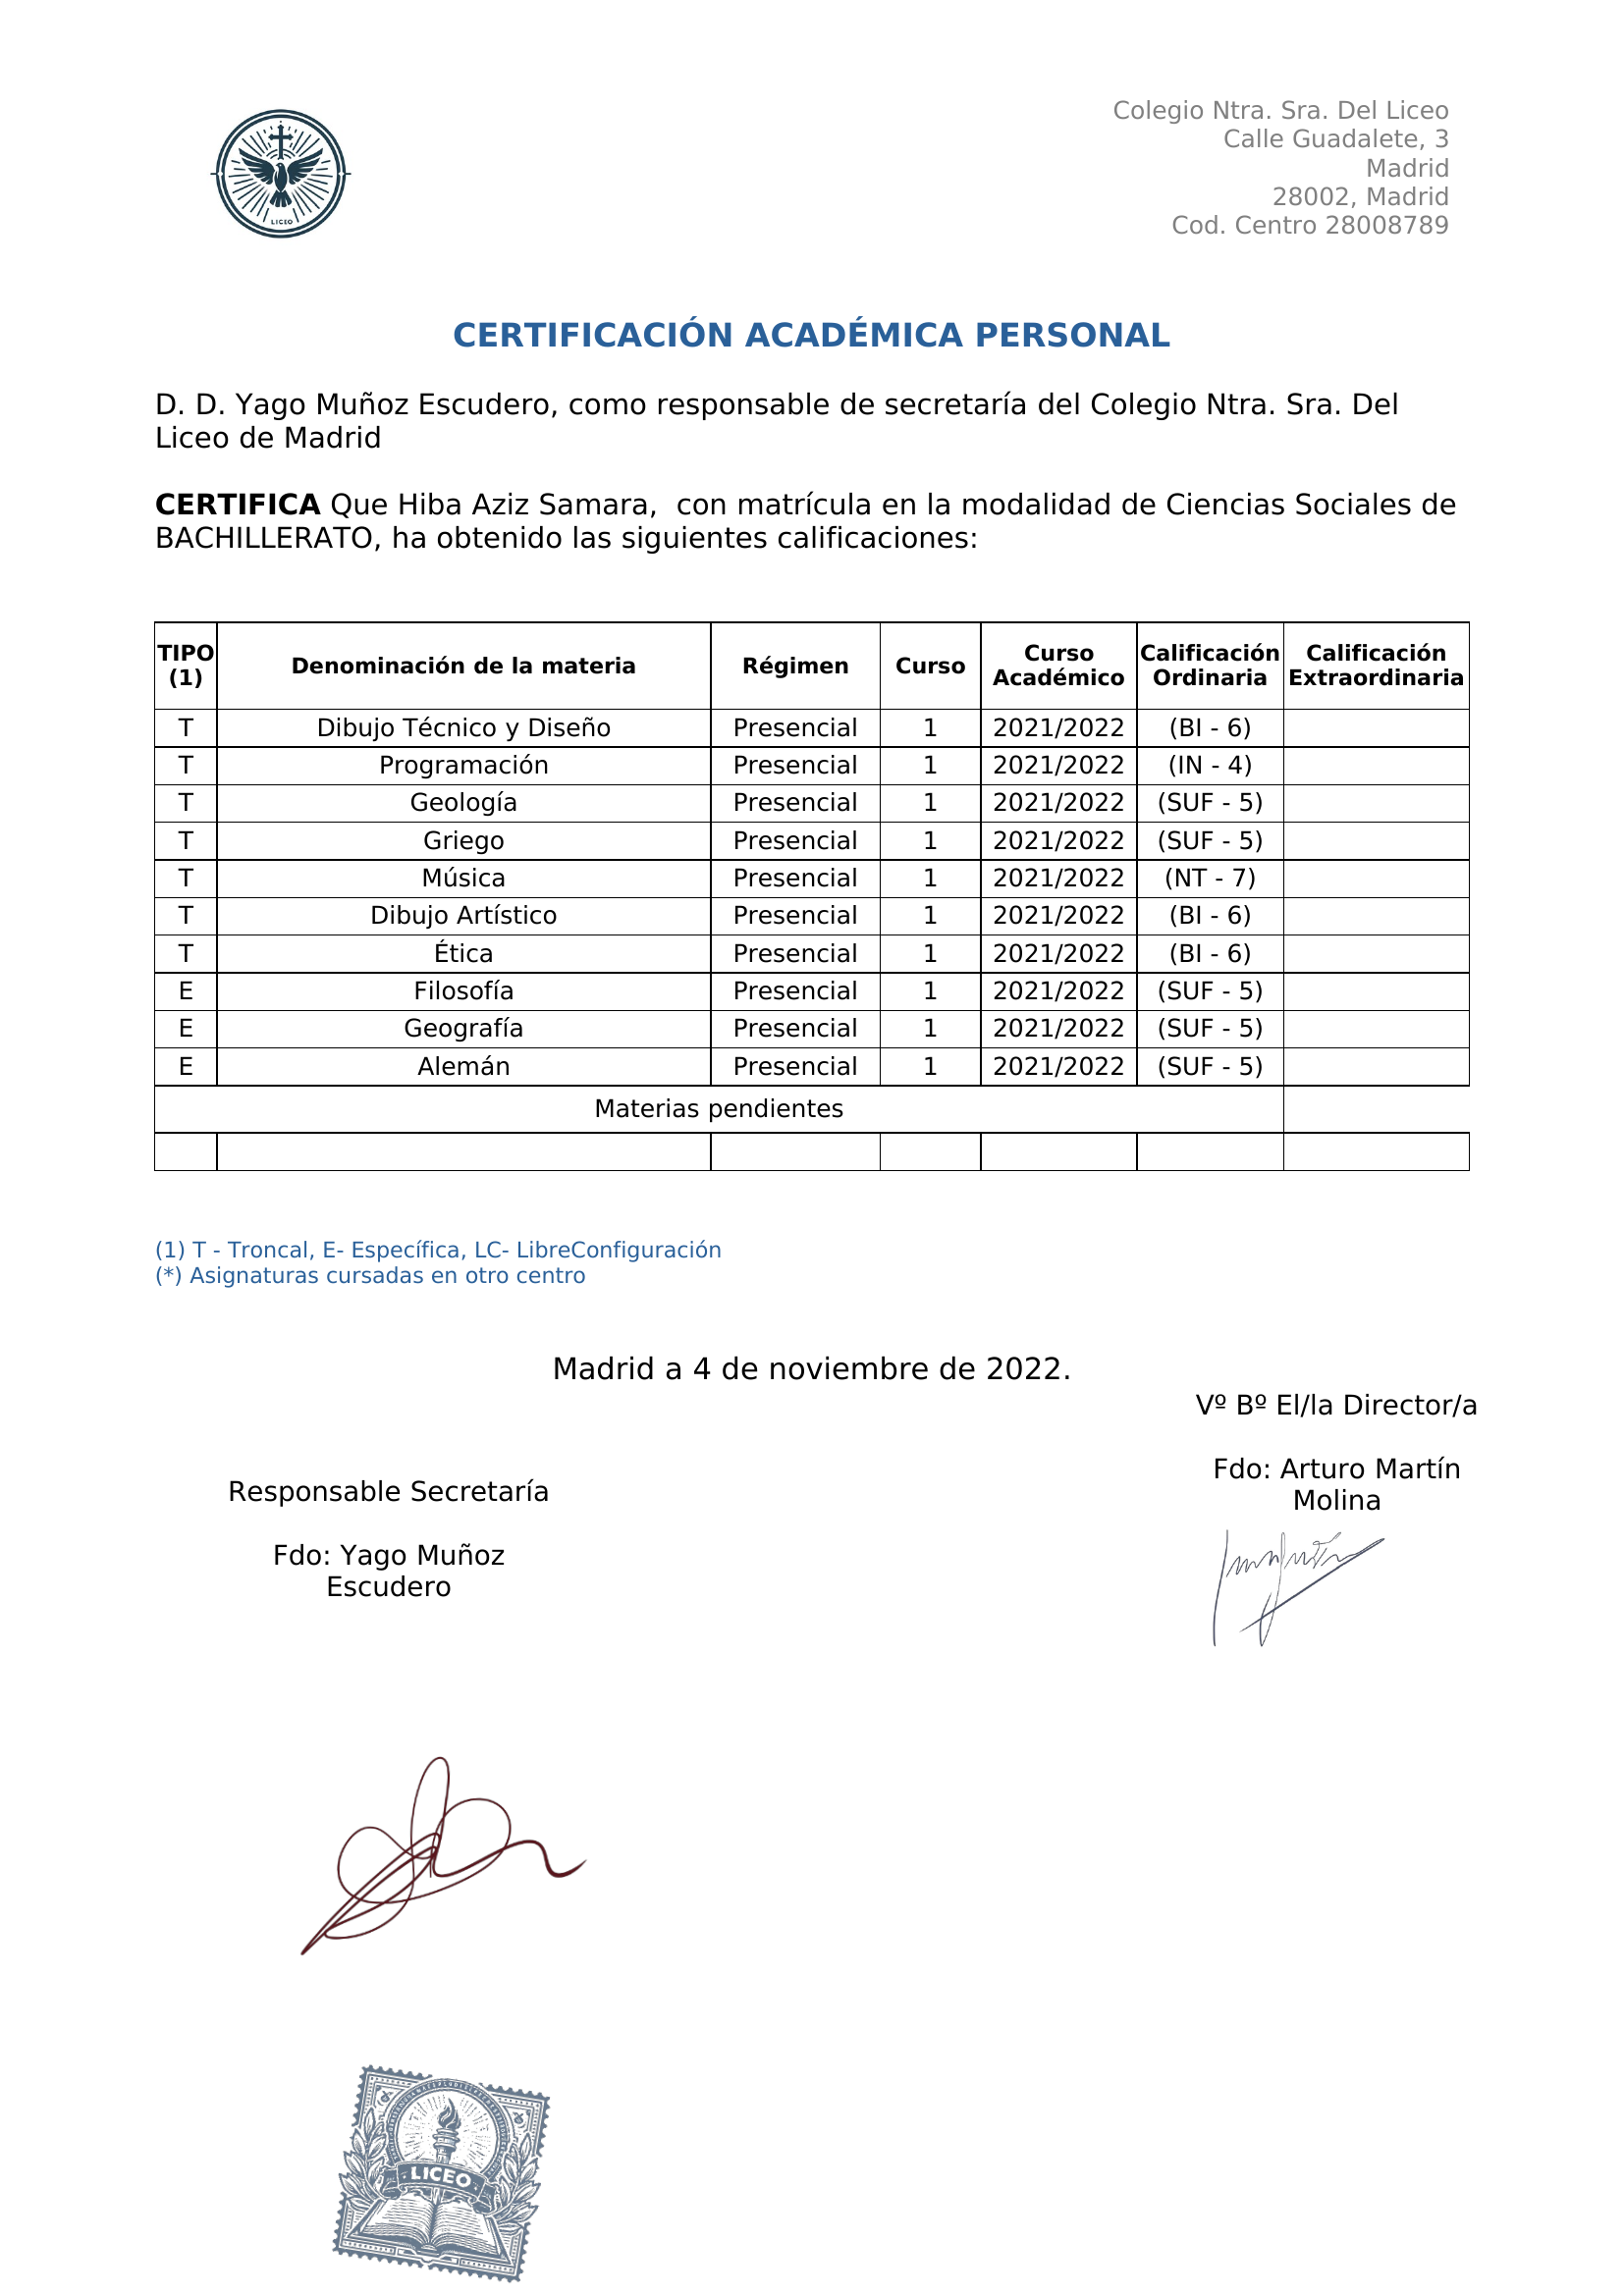 LICEO
Colegio Ntra. Sra. Del Liceo
Calle Guadalete, 3
Madrid
28002, Madrid
Cod. Centro 28008789
CERTIFICACIÓN ACADÉMICA PERSONAL
D. D. Yago Muñoz Escudero, como responsable de secretaría del Colegio Ntra. Sra. Del
Liceo de Madrid
CERTIFICA Que Hiba Aziz Samara,  con matrícula en la modalidad de Ciencias Sociales de
BACHILLERATO, ha obtenido las siguientes calificaciones:
TIPO (1) Denominación de la materia Régimen Curso Curso Académico Calificación Ordinaria Calificación Extraordinaria
T Dibujo Técnico y Diseño Presencial 1 2021/2022 (BI - 6)
T Programación Presencial 1 2021/2022 (IN - 4)
T Geología Presencial 1 2021/2022 (SUF - 5)
T Griego Presencial 1 2021/2022 (SUF - 5)
T Música Presencial 1 2021/2022 (NT - 7)
T Dibujo Artístico Presencial 1 2021/2022 (BI - 6)
T Ética Presencial 1 2021/2022 (BI - 6)
E Filosofía Presencial 1 2021/2022 (SUF - 5)
E Geografía Presencial 1 2021/2022 (SUF - 5)
E Alemán Presencial 1 2021/2022 (SUF - 5)
Materias pendientes
(1) T - Troncal, E- Específica, LC- LibreConfiguración
(*) Asignaturas cursadas en otro centro
Madrid a 4 de noviembre de 2022.
Vº Bº El/la Director/a
Fdo: Arturo Martín
Molina
Responsable Secretaría
Fdo: Yago Muñoz
Escudero
LICEO